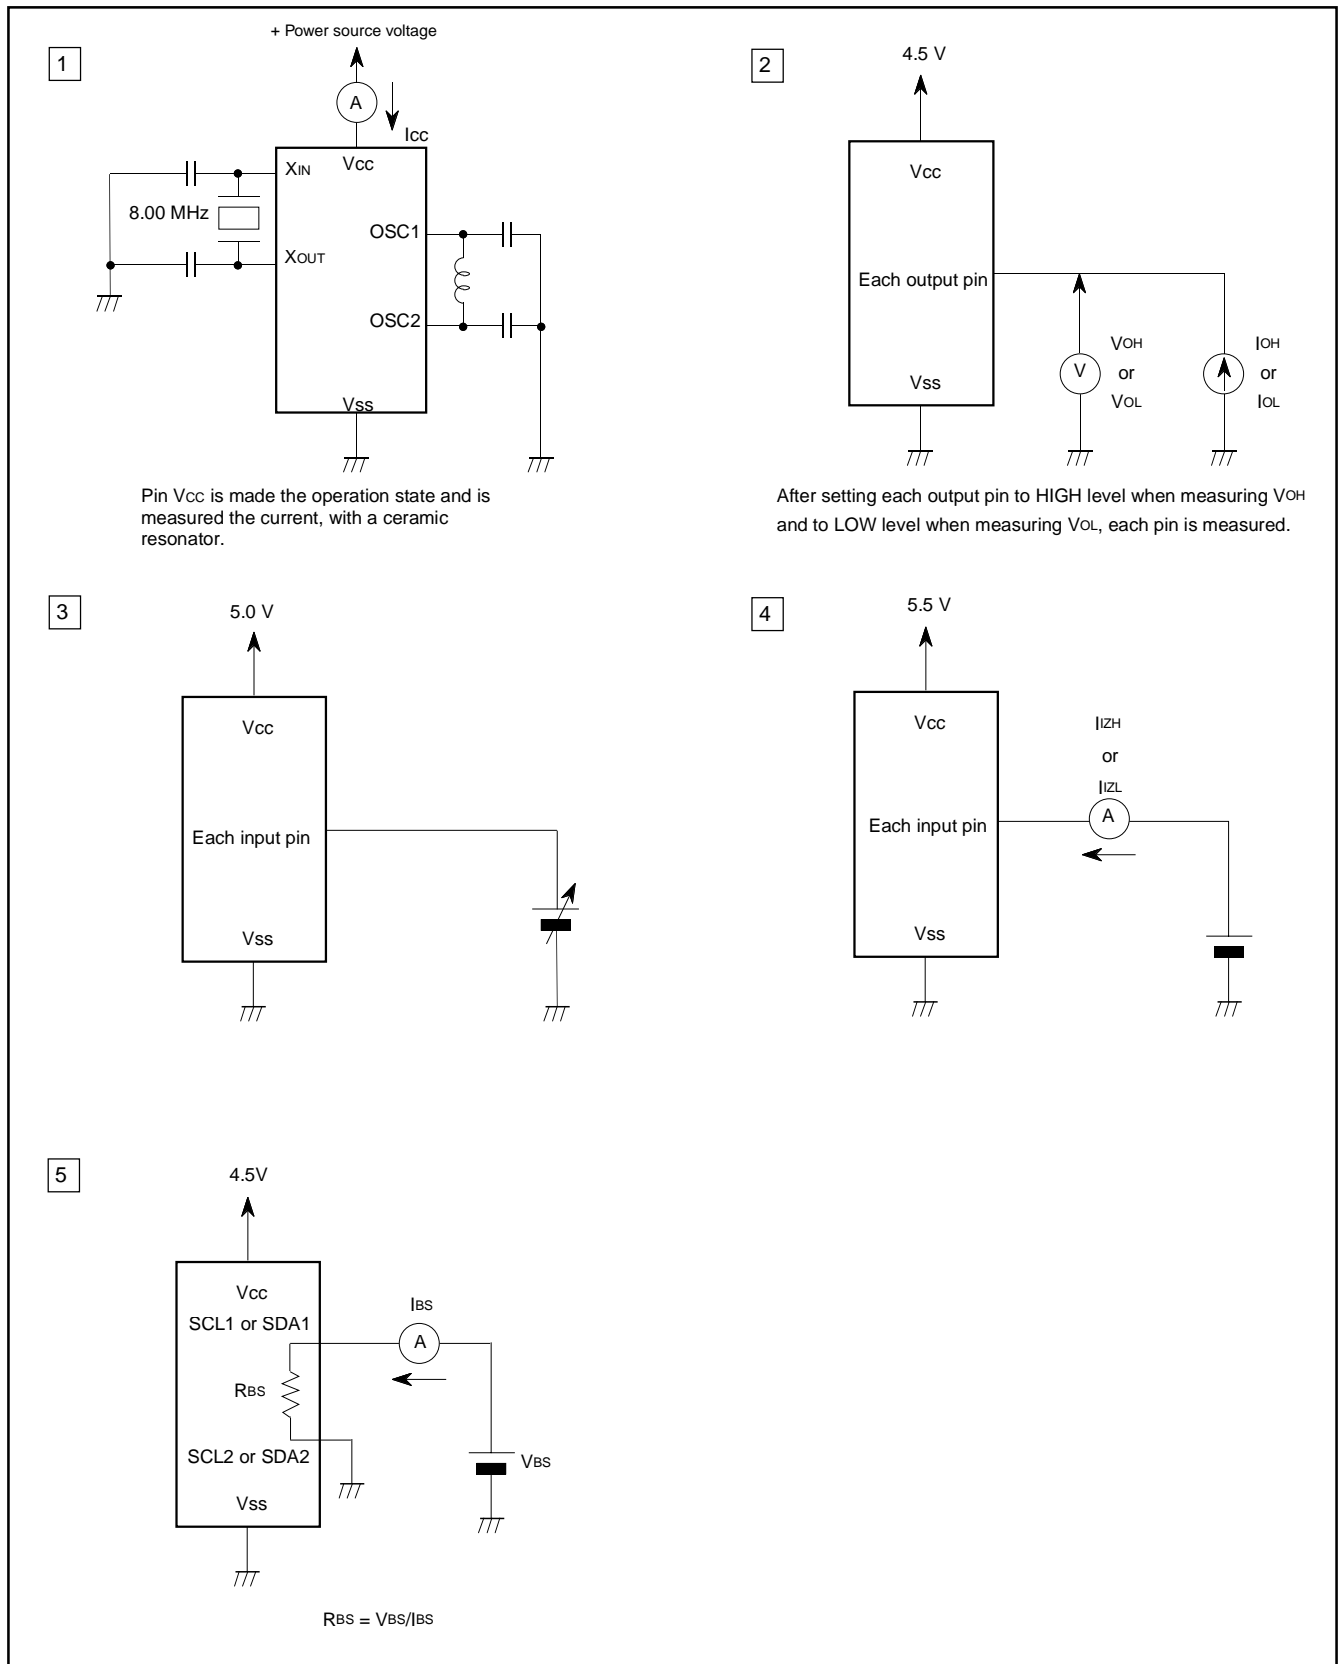 1
+ Power source voltage
A
Icc
XIN
Vcc
8.00 MHz
OSC1
XOUT
OSC2
Vss
Pin VCC is made the operation state and is
measured the current, with a ceramic
resonator.
2
4.5 V
Vcc
Each output pin
Vss
V
VOH
or
VOL
IOH
or
IOL
After setting each output pin to HIGH level when measuring VOH
and to LOW level when measuring VOL, each pin is measured.
3
5.0 V
Vcc
Each input pin
Vss
4
5.5 V
Vcc
Each input pin
Vss
IIZH
or
IIZL
A
5
4.5V
Vcc
SCL1 or SDA1
RBS
SCL2 or SDA2
Vss
IBS
A
VBS
RBS = VBS/IBS